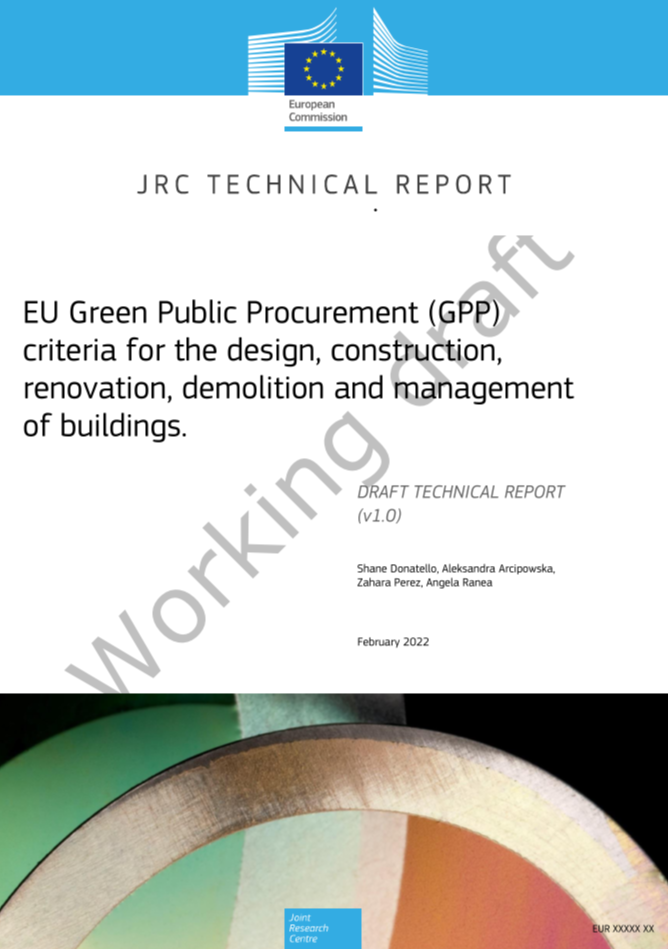 European
Commission
JRC TECHNICAL REPORT
.
EU Green Public Procurement (GPP)
criteria for the design, construction,
renovation, demolition and management
of buildings.
Working draft
DRAFT TECHNICAL REPORT
(v1.0)
Shane Donatello, Aleksandra Arcipowska,
Zahara Perez, Angela Ranea
February 2022
Joint
Research
Centre
EUR XXXXX XX